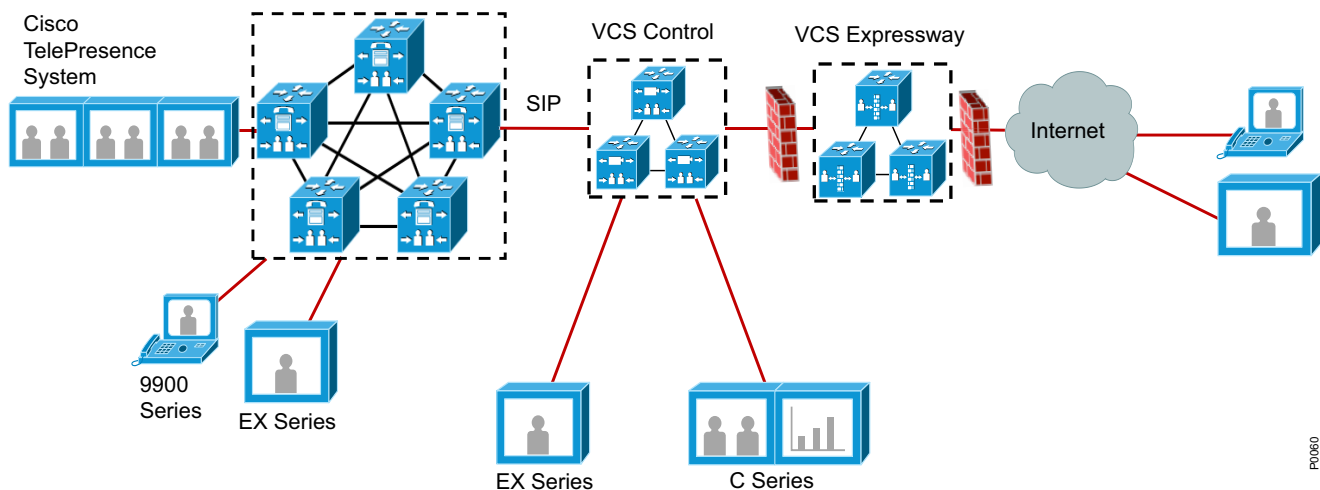 Cisco
TelePresence
System
VCS Control
VCS Expressway
SIP
Internet
9900
Series
EX Series
EX Series
C Series
P0060